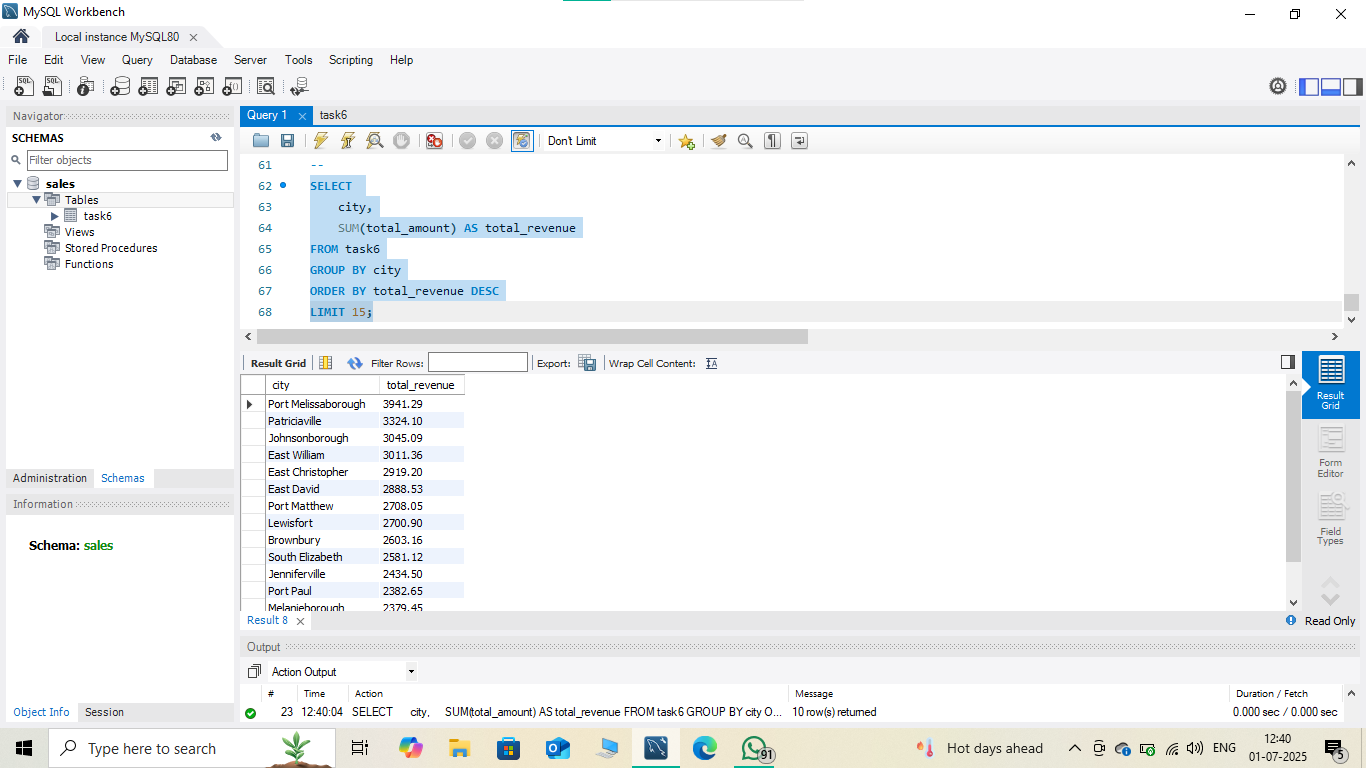 MySQL Workbench
Local instance MySQL80
File Edit View Query Database Server Tools Scripting Help
Navigator
SCHEMAS
Filter objects
sales
Tables
task6
Views
Stored Procedures
Functions
Administration Schemas
Information
Schema: sales
Object Info Session
Query 1 task6
Don't Limit
61 --
62 SELECT
63 city,
64 SUM(total_amount) AS total_revenue
65 FROM task6
66 GROUP BY city
67 ORDER BY total_revenue DESC
68 LIMIT 15;
Result Grid Filter Rows: Export: Wrap Cell Content:
city total_revenue
Port Melissaborough 3941.29
Patriciaville 3324.10
Johnsonborough 3045.09
East William 3011.36
East Christopher 2919.20
East David 2888.53
Port Matthew 2708.05
Lewisfort 2700.90
Brownbury 2603.16
South Elizabeth 2581.12
Jenniferville 2434.50
Port Paul 2382.65
Melanieborough 2379.45
Result Grid
Form Editor
Field Types
Result 8
Read Only
Output
Action Output
# Time Action Message Duration / Fetch
23 12:40:04 SELECT city, SUM(total_amount) AS total_revenue FROM task6 GROUP BY city O... 10 row(s) returned 0.000 sec / 0.000 sec
Type here to search
91
Hot days ahead
ENG
12:40
01-07-2025
5